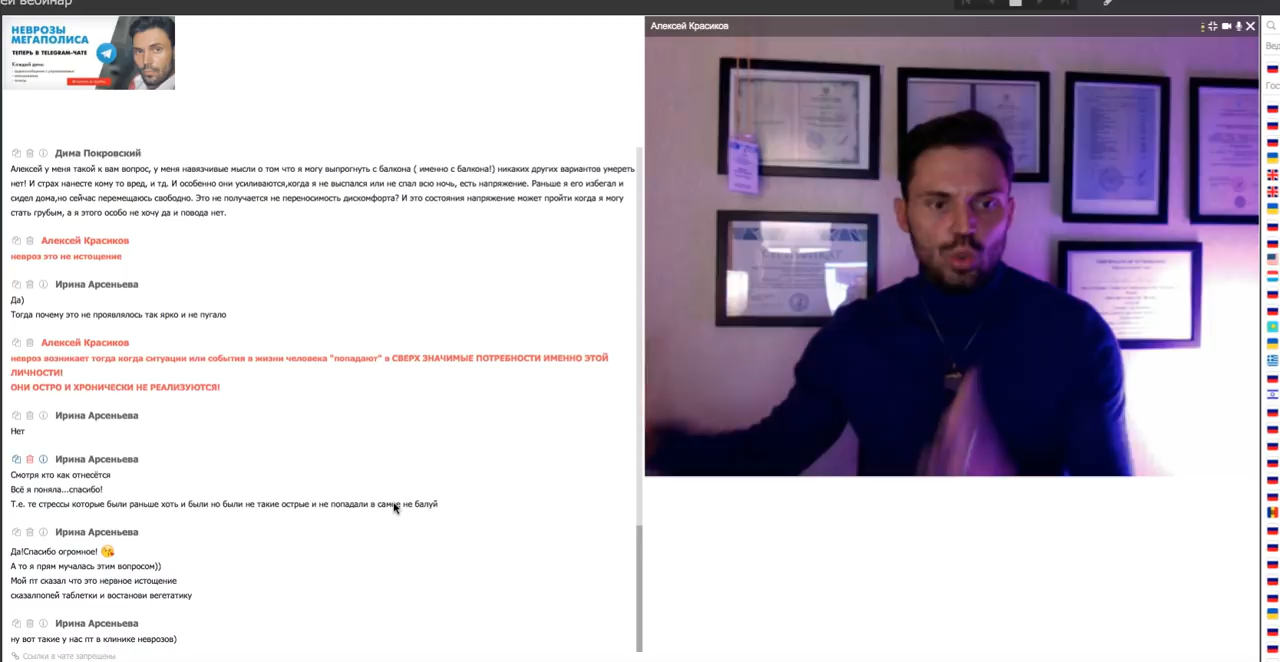 ей вебинар
НЕВРОЗЫ
МЕГАПОЛИСА
ТЕПЕРЬ В TELEGRAM-ЧАТЕ
Каждый день:
Дима Покровский
Алексей у меня такой к вам вопрос, у меня навязчивые мысли о том что я могу выпрогнуть с балкона ( именно с балкона!) никаких других вариантов умереть
нет! И страх нанесте кому то вред, и тд. И особенно они усиливаются,когда я не выспался или не спал всю ночь, есть напряжение. Раньше я его избегал и
сидел дома,но сейчас перемещаюсь свободно. Это не получается не переносимость дискомфорта? И это состояния напряжение может пройти когда я могу
стать грубым, а я этого особо не хочу да и повода нет.
Алексей Красиков
невроз это не истощение
Ирина Арсеньева
Да)
Тогда почему это не проявлялось так ярко и не пугало
Алексей Красиков
невроз возникает тогда когда ситуации или события в жизни человека "попадают" в СВЕРХ ЗНАЧИМЫЕ ПОТРЕБНОСТИ ИМЕННО ЭТОЙ
ЛИЧНОСТИ!
ОНИ ОСТРО И ХРОНИЧЕСКИ НЕ РЕАЛИЗУЮТСЯ!
Ирина Арсеньева
Нет
Ирина Арсеньева
Смотря кто как отнесётся
Всё я поняла...спасибо!
Т.е. те стрессы которые были раньше хоть и были но были не такие острые и не попадали в самое не балуй
Ирина Арсеньева
Да!Спасибо огромное!
А то я прям мучалась этим вопросом))
Мой пт сказал что это нервное истощение
сказалпопей таблетки и востанови вегетатику
Ирина Арсеньева
ну вот такие у нас пт в клинике неврозов)
Ссылки в чате запрещены
Алексей Красиков
СЕРТИФИКАТ
Вед
Гос